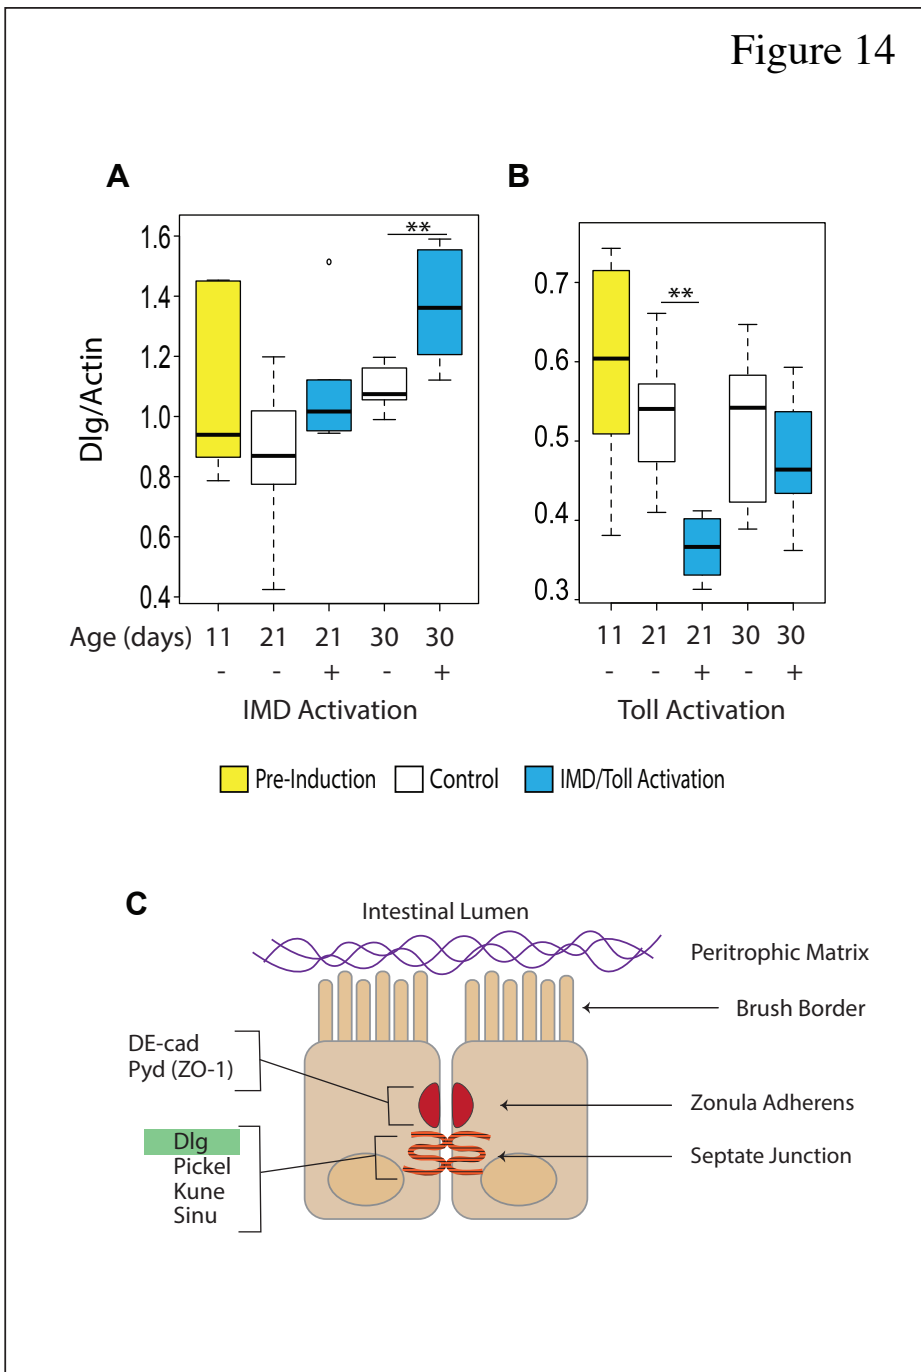 Figure 14
A
B
Dlg/Actin
1.6
1.4
1.2
1.0
0.8
0.6
0.4
**
0.7
0.6
0.5
0.4
0.3
**
Age (days) 11 21 21 30 30
- - + - +
IMD Activation
11 21 21 30 30
- - + - +
Toll Activation
Pre-Induction Control IMD/Toll Activation
C
Intestinal Lumen
Peritrophic Matrix
Brush Border
DE-cad
Pyd (ZO-1)
Zonula Adherens
Dlg
Pickel
Kune
Sinu
Septate Junction